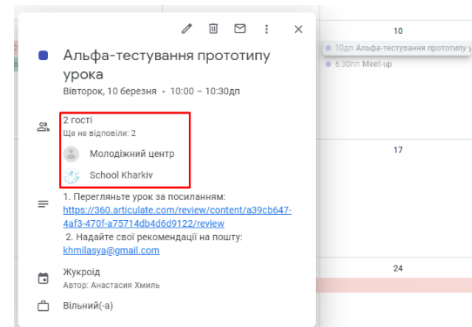 Альфа-тестування прототипу
урока
Вівторок, 10 березня · 10:00 – 10:30дп
2 гості
Ще не відповіли: 2
Молодіжний центр
School Kharkiv
1. Перегляньте урок за посиланням:
https://360.articulate.com/review/content/a39cb647-
4af3-470f-a75714db4d6d9122/review
2. Надайте свої рекомендації на пошту:
khmilasya@gmail.com
Жукроід
Автор: Анастасия Хмиль
Вільний(-а)
10
10дп Альфа-тестування прототипу у
6:30пп Meet-up
17
24